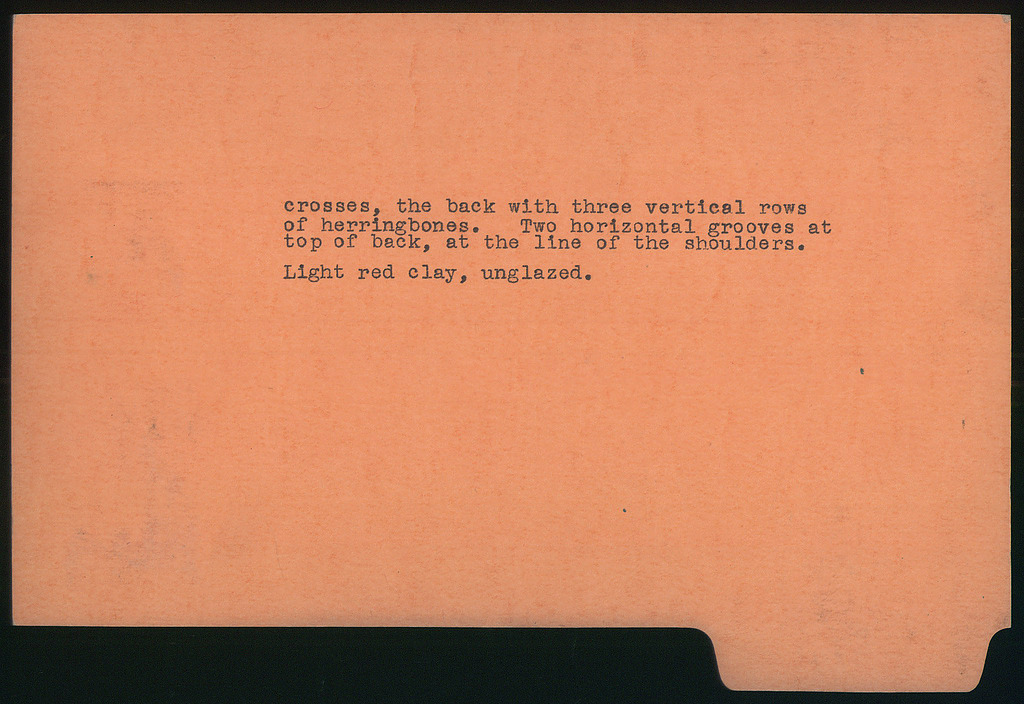 crosses, the back with three vertical rows
of herringbones.   Two horizontal grooves at
top of back, at the line of the shoulders.
Light red clay, unglazed.